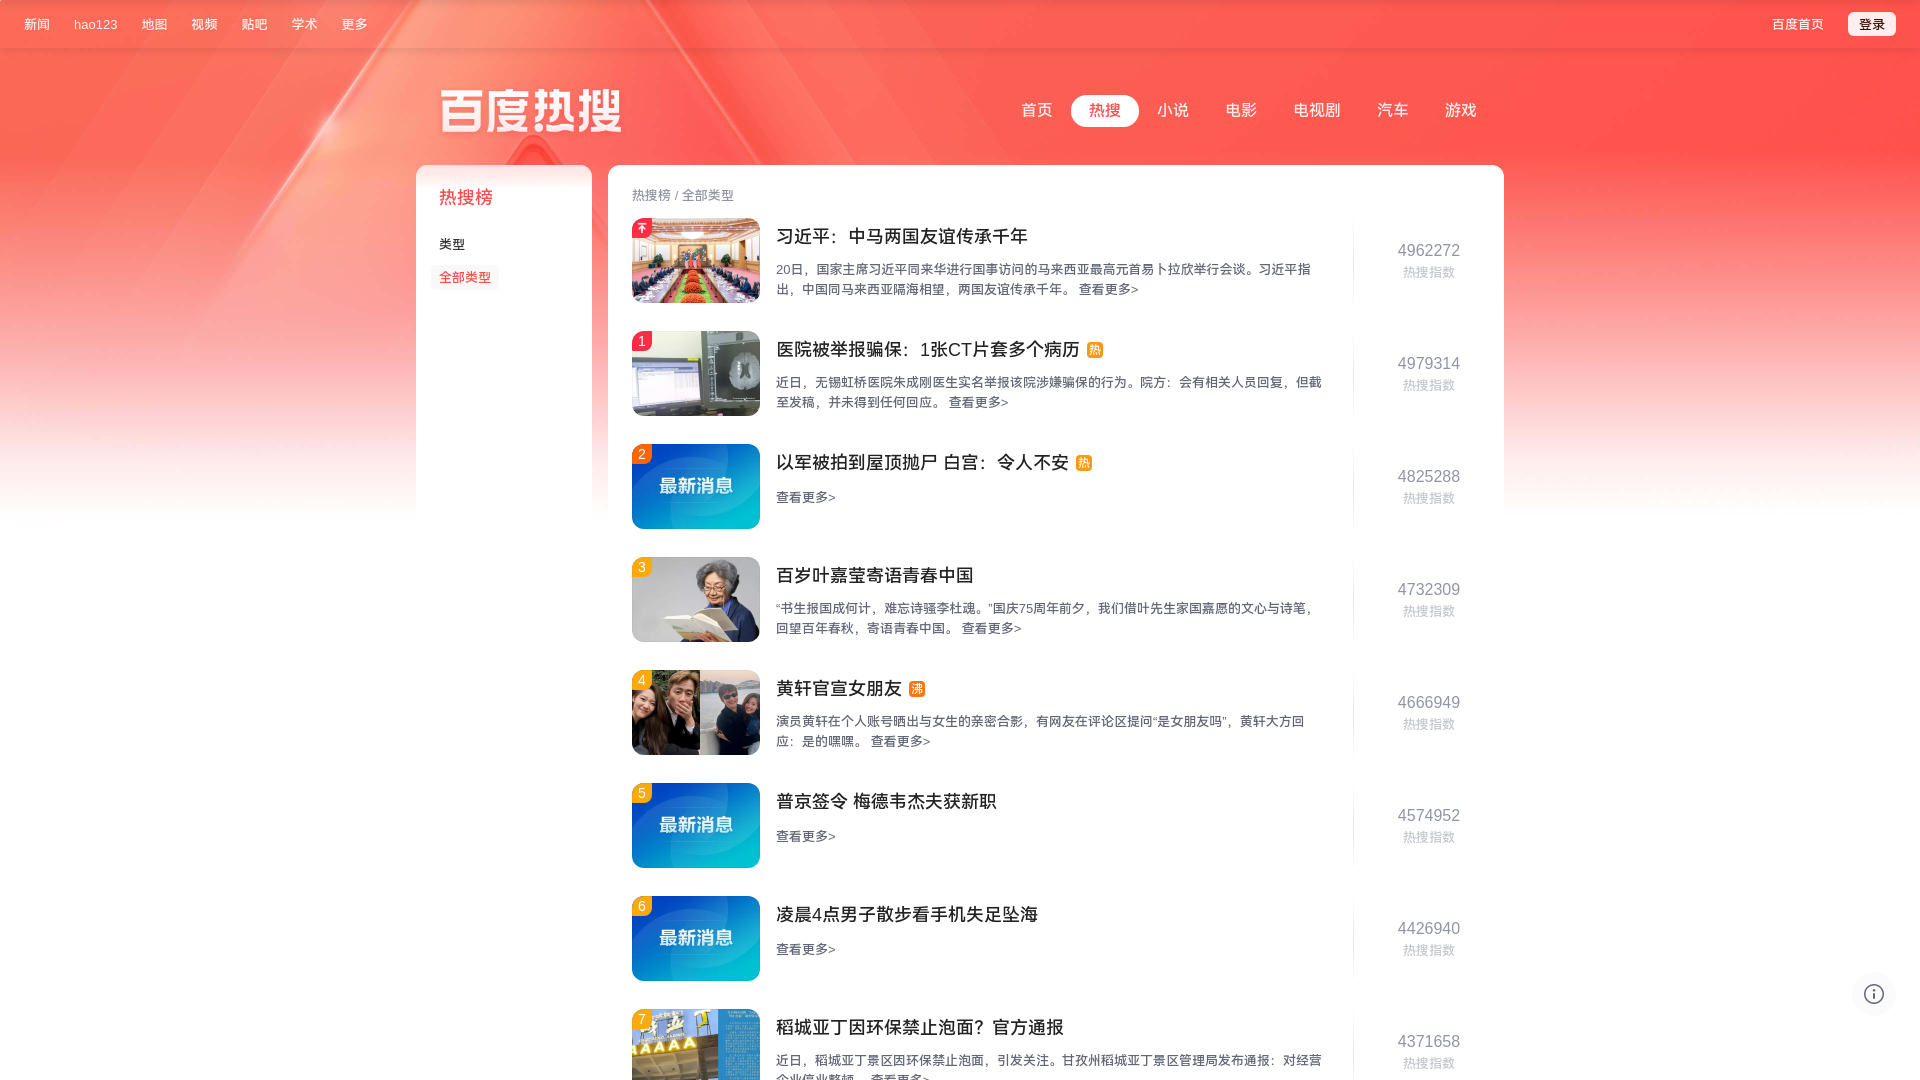 新闻 hao123 地图 视频 贴吧 学术 更多 百度首页 登录
百度热搜
首页 热搜 小说 电影 电视剧 汽车 游戏
热搜榜
类型
全部类型
热搜榜 / 全部类型
习近平：中马两国友谊传承千年
20日，国家主席习近平同来华进行国事访问的马来西亚最高元首易卜拉欣举行会谈。习近平指
出，中国同马来西亚隔海相望，两国友谊传承千年。 查看更多>
4962272
热搜指数
1
医院被举报骗保：1张CT片套多个病历 热
近日，无锡虹桥医院朱成刚医生实名举报该院涉嫌骗保的行为。院方：会有相关人员回复，但截
至发稿，并未得到任何回应。 查看更多>
4979314
热搜指数
2
最新消息
以军被拍到屋顶抛尸 白宫：令人不安 热
查看更多>
4825288
热搜指数
3
百岁叶嘉莹寄语青春中国
“书生报国成何计，难忘诗骚李杜魂。”国庆75周年前夕，我们借叶先生家国嘉愿的文心与诗笔，
回望百年春秋，寄语青春中国。 查看更多>
4732309
热搜指数
4
黄轩官宣女朋友 沸
演员黄轩在个人账号晒出与女生的亲密合影，有网友在评论区提问“是女朋友吗”，黄轩大方回
应：是的嘿嘿。 查看更多>
4666949
热搜指数
5
最新消息
普京签令 梅德韦杰夫获新职
查看更多>
4574952
热搜指数
6
最新消息
凌晨4点男子散步看手机失足坠海
查看更多>
4426940
热搜指数
7
AAAAA
稻城亚丁因环保禁止泡面？官方通报
近日，稻城亚丁景区因环保禁止泡面，引发关注。甘孜州稻城亚丁景区管理局发布通报：对经营
企业停业整顿。 查看更多>
4371658
热搜指数